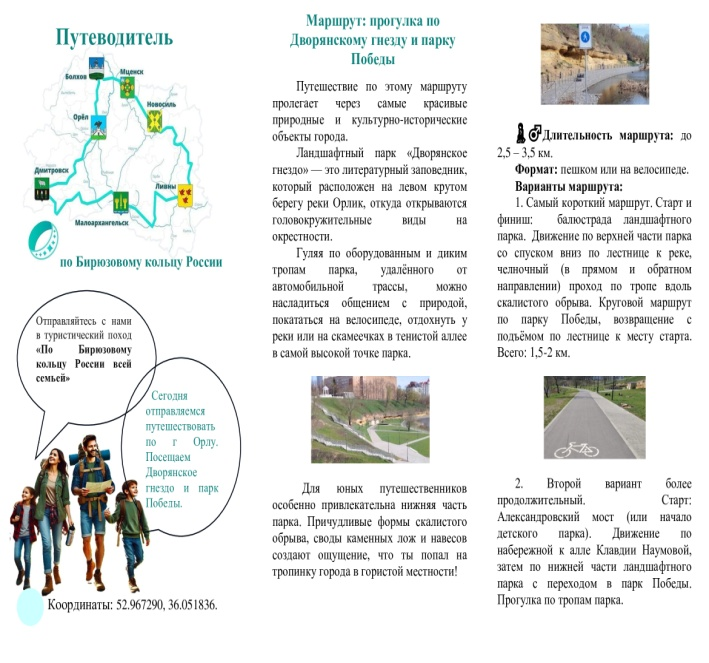 Путеводитель
Болхов
Мценск
Новосиль
Орёл
Дмитровск
Ливны
Малоархангельск
по Бирюзовому кольцу России
Отправляйтесь с нами
в туристический поход
«По Бирюзовому
кольцу России всей
семьей»
Сегодня
отправляемся
путешествовать
по г Орлу.
Посещаем
Дворянское
гнездо и парк
Победы.
Координаты: 52.967290, 36.051836.
Маршрут: прогулка по
Дворянскому гнезду и парку
Победы
Путешествие по этому маршруту
пролегает через самые красивые
природные и культурно-исторические
объекты города.
Ландшафтный парк «Дворянское
гнездо» — это литературный заповедник,
который расположен на левом крутом
берегу реки Орлик, откуда открываются
головокружительные виды на
окрестности.
Гуляя по оборудованным и диким
тропам парка, удалённого от
автомобильной трассы, можно
насладиться общением с природой,
покататься на велосипеде, отдохнуть у
реки или на скамеечках в тенистой аллее
в самой высокой точке парка.
Для юных путешественников
особенно привлекательна нижняя часть
парка. Причудливые формы скалистого
обрыва, своды каменных лож и навесов
создают ощущение, что ты попал на
тропинку города в гористой местности!
Длительность маршрута: до
2,5 – 3,5 км.
Формат: пешком или на велосипеде.
Варианты маршрута:
1. Самый короткий маршрут. Старт и
финиш: балюстрада ландшафтного
парка. Движение по верхней части парка
со спуском вниз по лестнице к реке,
челночный (в прямом и обратном
направлении) проход по тропе вдоль
скалистого обрыва. Круговой маршрут
по парку Победы, возвращение с
подъёмом по лестнице к месту старта.
Всего: 1,5-2 км.
2. Второй вариант более
продолжительный. Старт:
Александровский мост (или начало
детского парка). Движение по
набережной к алле Клавдии Наумовой,
затем по нижней части ландшафтного
парка с переходом в парк Победы.
Прогулка по тропам парка.